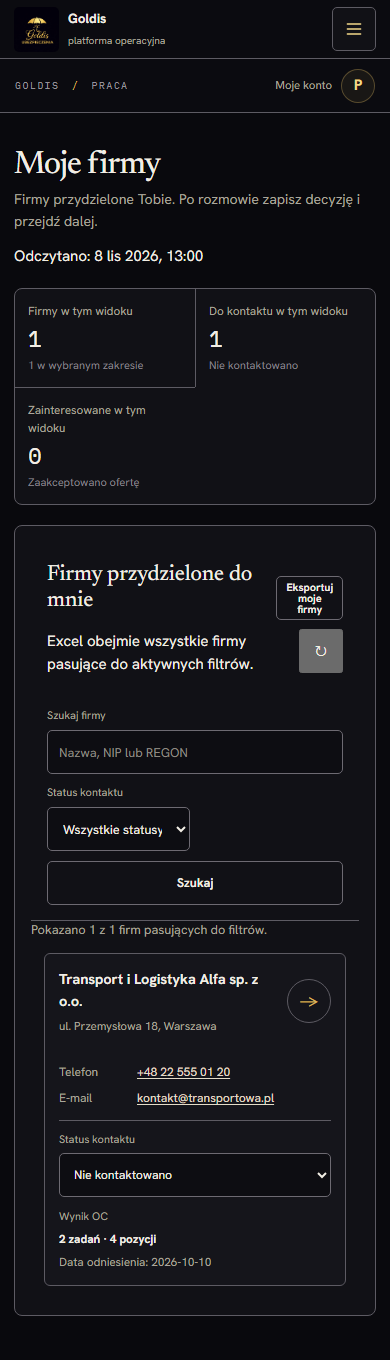 Goldis
Goldis
platforma operacyjna
GOLDIS / PRACA
Moje konto
P
Moje firmy
Firmy przydzielone Tobie. Po rozmowie zapisz decyzję i
przejdź dalej.
Odczytano: 8 lis 2026, 13:00
Firmy w tym widoku
1
1 w wybranym zakresie
Do kontaktu w tym widoku
1
Nie kontaktowano
Zainteresowane w tym
widoku
0
Zaakceptowano ofertę
Firmy przydzielone do
mnie
Eksportuj
moje
firmy
Excel obejmie wszystkie firmy
pasujące do aktywnych filtrów.
Szukaj firmy
Nazwa, NIP lub REGON
Status kontaktu
Wszystkie statusy
Szukaj
Pokazano 1 z 1 firm pasujących do filtrów.
Transport i Logistyka Alfa sp. z
o.o.
ul. Przemysłowa 18, Warszawa
Telefon +48 22 555 01 20
E-mail kontakt@transportowa.pl
Status kontaktu
Nie kontaktowano
Wynik OC
2 zadań · 4 pozycji
Data odniesienia: 2026-10-10